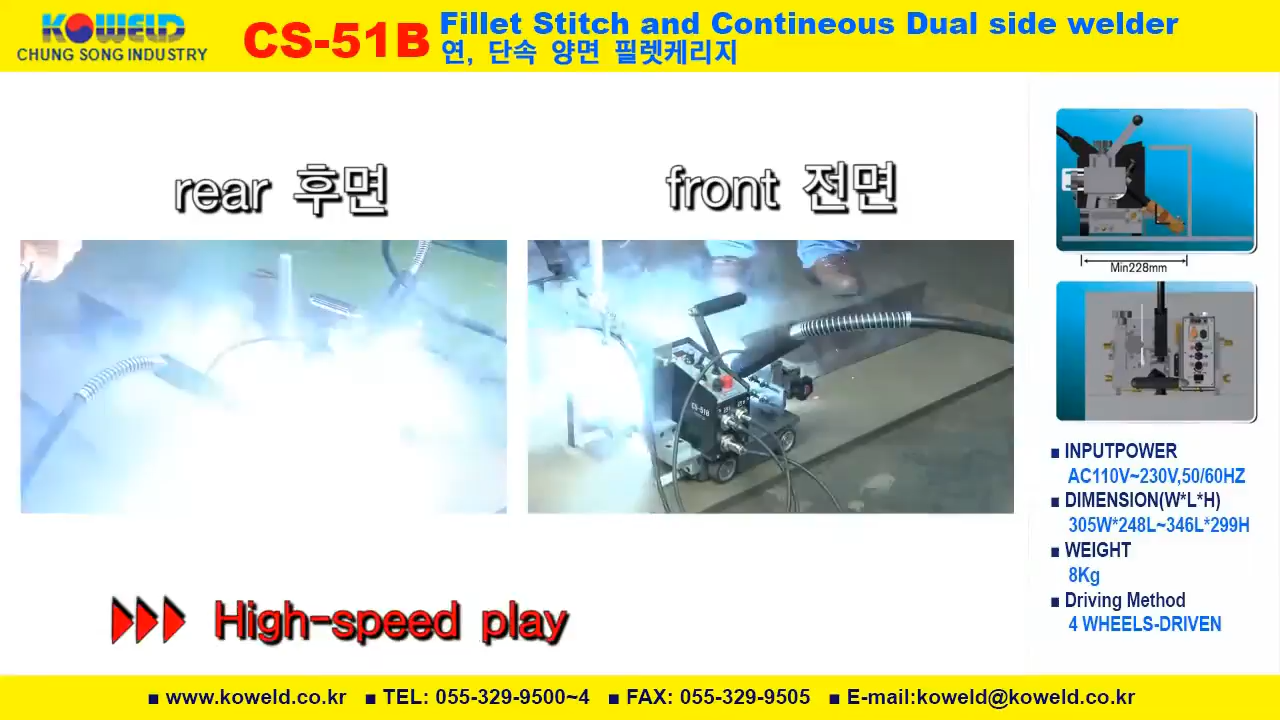 KOWELD
CHUNG SONG INDUSTRY
CS-51B
Fillet Stitch and Contineous Dual side welder
연, 단속 양면 필렛케리지
rear 후면
front 전면
CS-51B
Min228mm
■ INPUTPOWER
AC110V~230V,50/60HZ
■ DIMENSION(W*L*H)
305W*248L~346L*299H
■ WEIGHT
8Kg
■ Driving Method
4 WHEELS-DRIVEN
High-speed play
■ www.koweld.co.kr ■ TEL: 055-329-9500~4 ■ FAX: 055-329-9505 ■ E-mail:koweld@koweld.co.kr